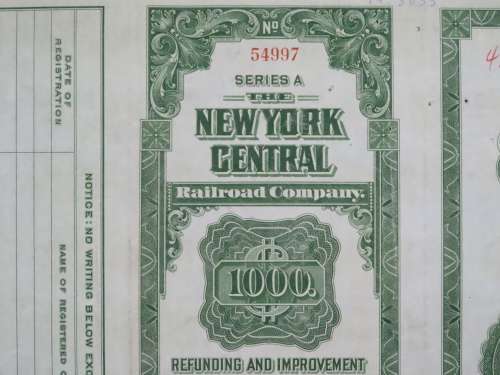 DATE OF
REGISTRATION
NAME OF REGISTERED
NOTICE: NO WRITING BELOW
No
54997
SERIES A
THE
NEW YORK
CENTRAL
Railroad Company.
1000.
REFUNDING AND IMPROVEMENT
4